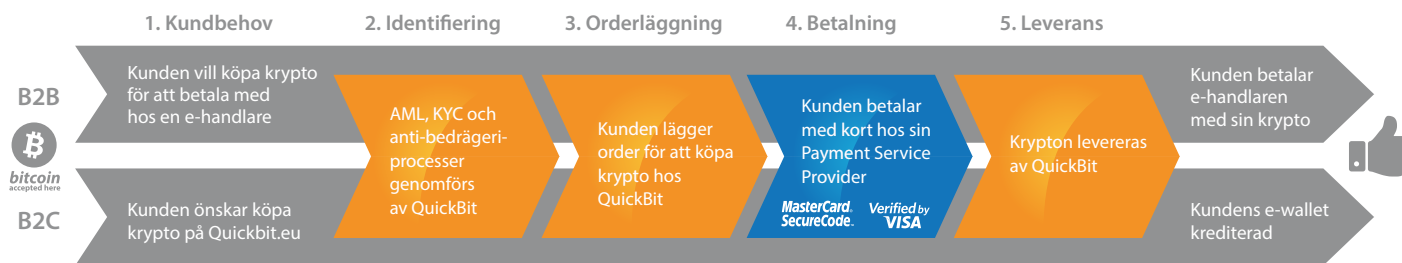 1. Kundbehov
2. Identifiering
3. Orderläggning
4. Betalning
5. Leverans
B2B
Kunden vill köpa krypto
för att betala med
hos en e-handlare
bitcoin
accepted here
B2C
Kunden önskar köpa
krypto på Quickbit.eu
AML, KYC och
anti-bedrägeri-
processer
genomförs
av QuickBit
Kunden lägger
order för att köpa
krypto hos
QuickBit
Kunden betalar
med kort hos sin
Payment Service
Provider
MasterCard.
SecureCode.
Verified by
VISA
Krypton levereras
av QuickBit
Kunden betalar
e-handlaren
med sin krypto
Kundens e-wallet
krediterad